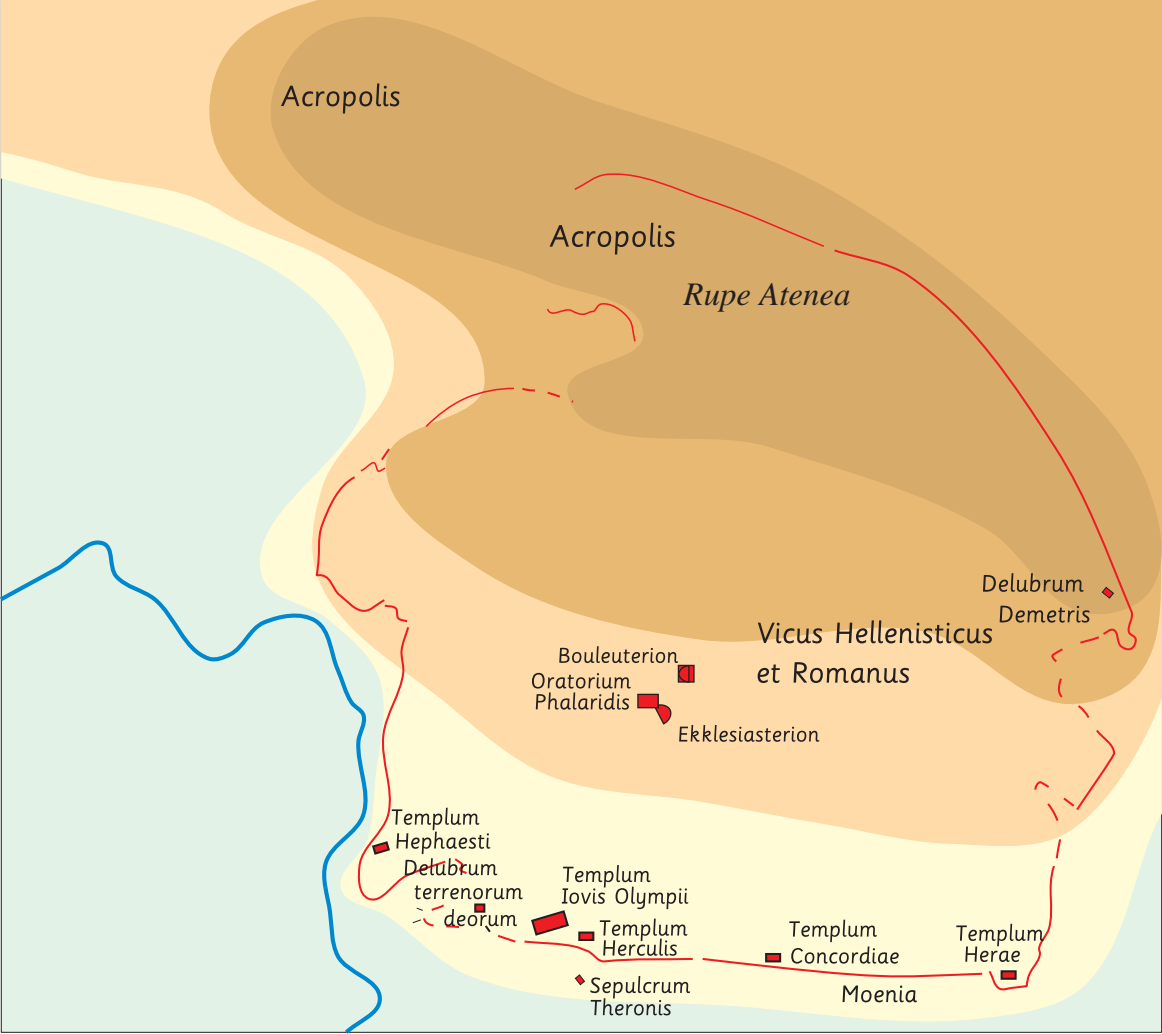 Acropolis
Acropolis
Rupe Atenea
Delubrum
Demetris
Vicus Hellenisticus
et Romanus
Bouleuterion
Oratorium
Phalaridis
Ekklesiasterion
Templum
Hephaesti
Delubrum
terrenorum
deorum
Templum
Iovis Olympii
Templum
Herculis
Templum
Concordiae
Templum
Herae
Sepulcrum
Theronis
Moenia